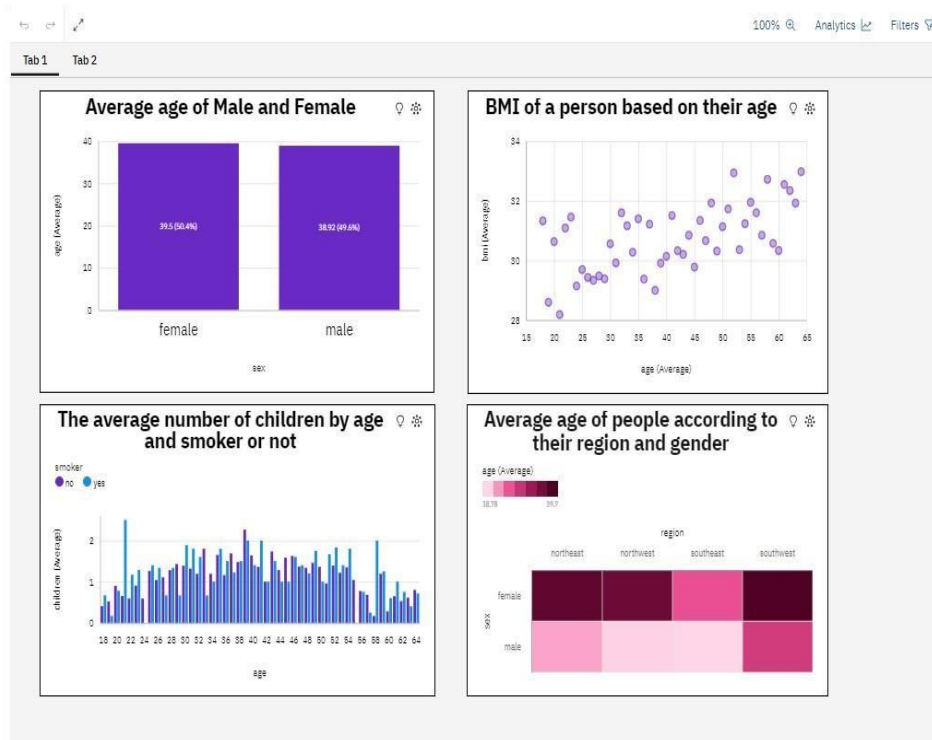 100% Analytics Filters
Tab 1 Tab 2
Average age of Male and Female
age (Average)
40
30
20
10
0
39.5 (50.4%)
38.92 (49.6%)
female male
sex
BMI of a person based on their age
bmi (Average)
34
32
30
28
15 20 25 30 35 40 45 50 55 60 65
age (Average)
The average number of children by age
and smoker or not
smoker
no yes
children (Average)
2
1
0
18 20 22 24 26 28 30 32 34 36 38 40 42 44 46 48 50 52 54 56 58 60 62 64
age
Average age of people according to
their region and gender
age (Average)
38.78 39.7
region
northeast northwest southeast southwest
sex
female
male